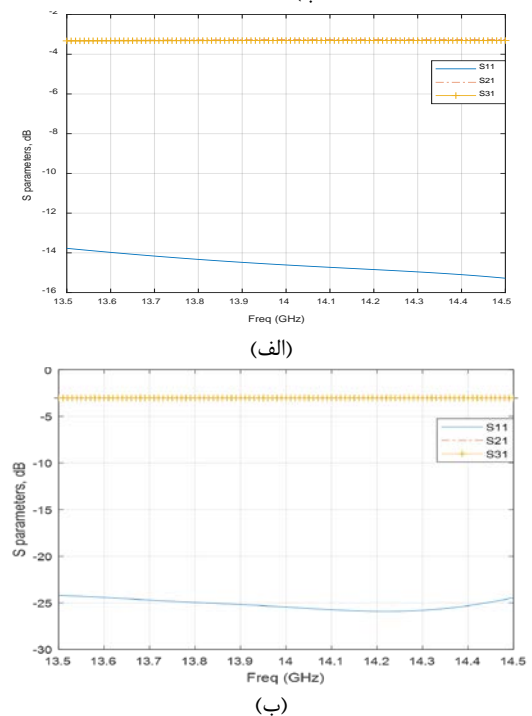 -2
-4
-6
-8
-10
-12
-14
-16
S parameters, dB
S11
S21
S31
13.5 13.6 13.7 13.8 13.9 14 14.1 14.2 14.3 14.4 14.5
Freq (GHz)
(الف)
0
-5
-10
-15
-20
-25
-30
S parameters, dB
S11
S21
S31
13.5 13.6 13.7 13.8 13.9 14 14.1 14.2 14.3 14.4 14.5
Freq (GHz)
(ب)